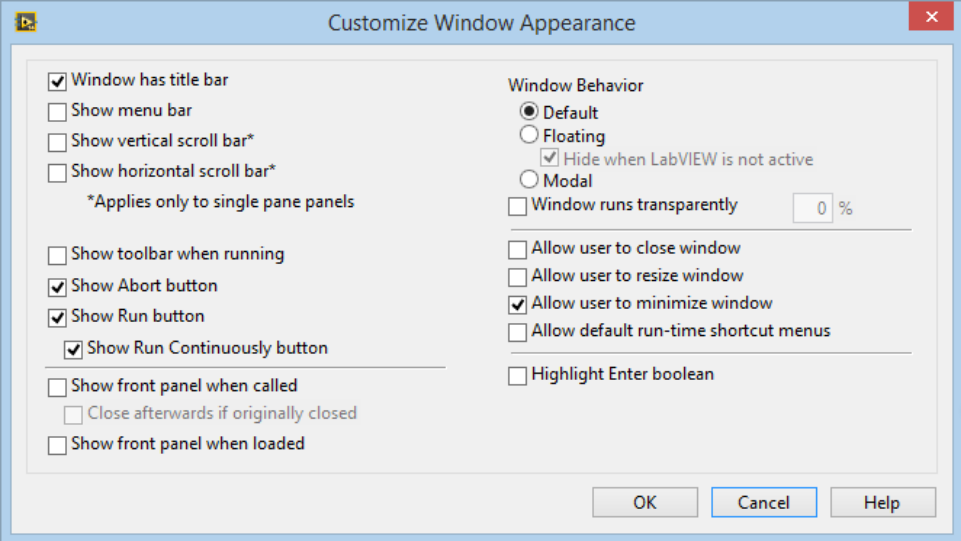 Customize Window Appearance
Window has title bar
Show menu bar
Show vertical scroll bar*
Show horizontal scroll bar*
*Applies only to single pane panels
Show toolbar when running
Show Abort button
Show Run button
Show Run Continuously button
Show front panel when called
Close afterwards if originally closed
Show front panel when loaded
Window Behavior
Default
Floating
Hide when LabVIEW is not active
Modal
Window runs transparently
0 %
Allow user to close window
Allow user to resize window
Allow user to minimize window
Allow default run-time shortcut menus
Highlight Enter boolean
OK
Cancel
Help